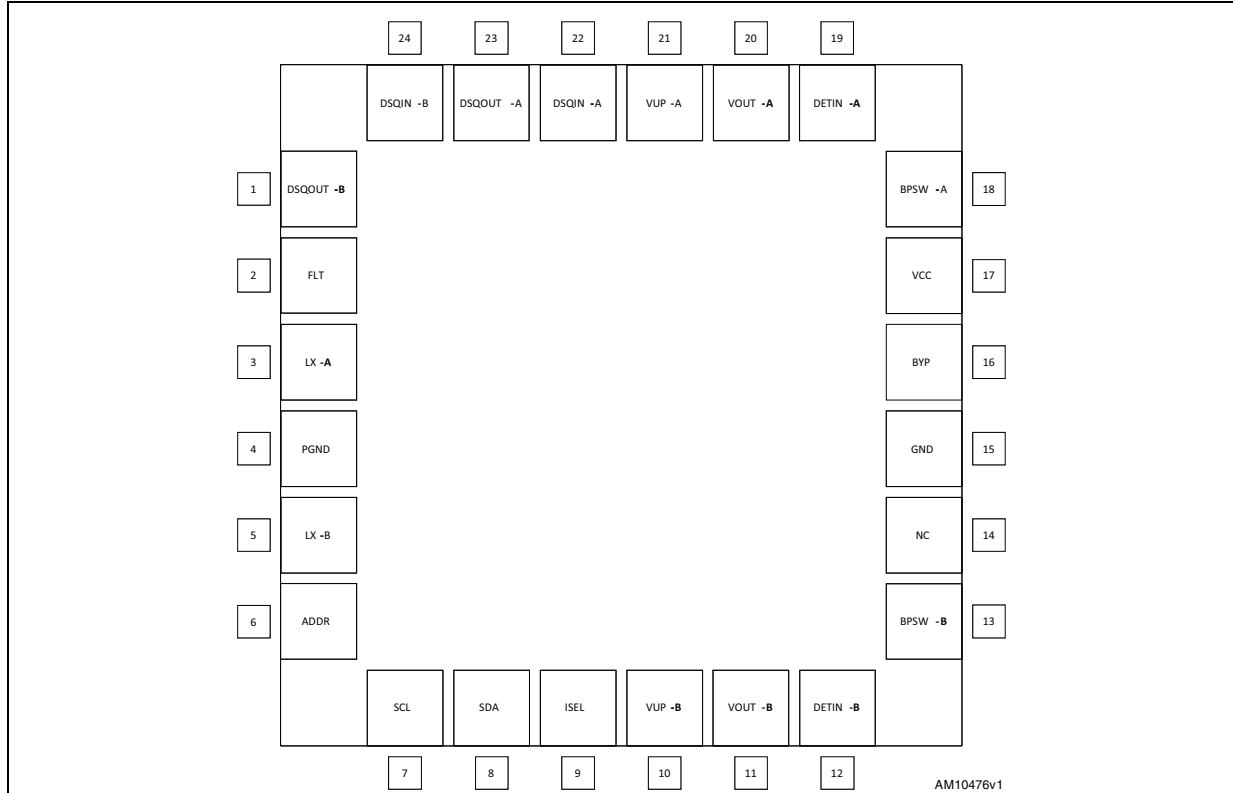 24 23 22 21 20 19
DSQIN -B DSQOUT -A DSQIN -A VUP -A VOUT -A DETIN -A
1 DSQOUT -B BPSW -A 18
2 FLT VCC 17
3 LX -A BYP 16
4 PGND GND 15
5 LX -B NC 14
6 ADDR BPSW -B 13
SCL SDA ISEL VUP -B VOUT -B DETIN -B
7 8 9 10 11 12
AM10476v1